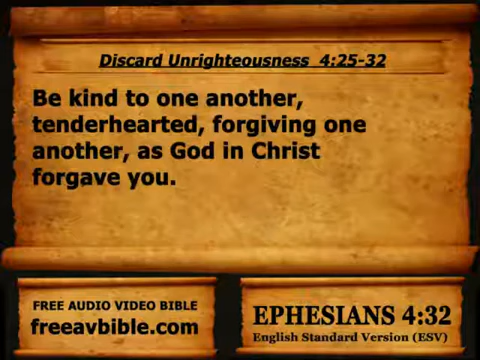 Discard Unrighteousness 4:25-32
Be kind to one another,
tenderhearted, forgiving one
another, as God in Christ
forgave you.
FREE AUDIO VIDEO BIBLE
freeavbible.com
EPHESIANS 4:32
English Standard Version (ESV)